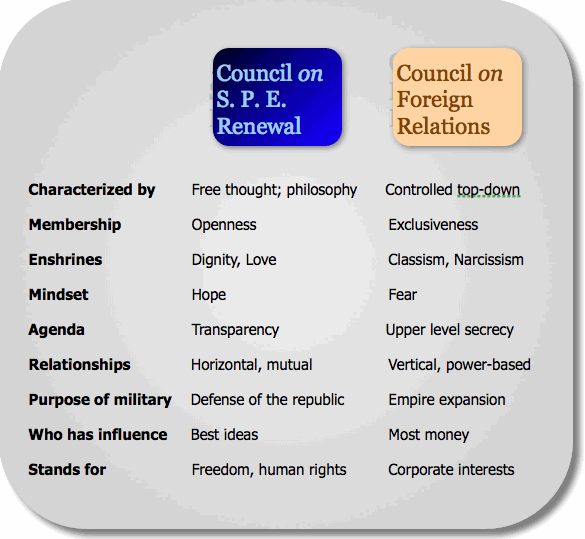 Council on
S. P. E.
Renewal
Council on
Foreign
Relations
Characterized by Free thought; philosophy Controlled top-down
Membership Openness Exclusiveness
Enshrines Dignity, Love Classism, Narcissism
Mindset Hope Fear
Agenda Transparency Upper level secrecy
Relationships Horizontal, mutual Vertical, power-based
Purpose of military Defense of the republic Empire expansion
Who has influence Best ideas Most money
Stands for Freedom, human rights Corporate interests